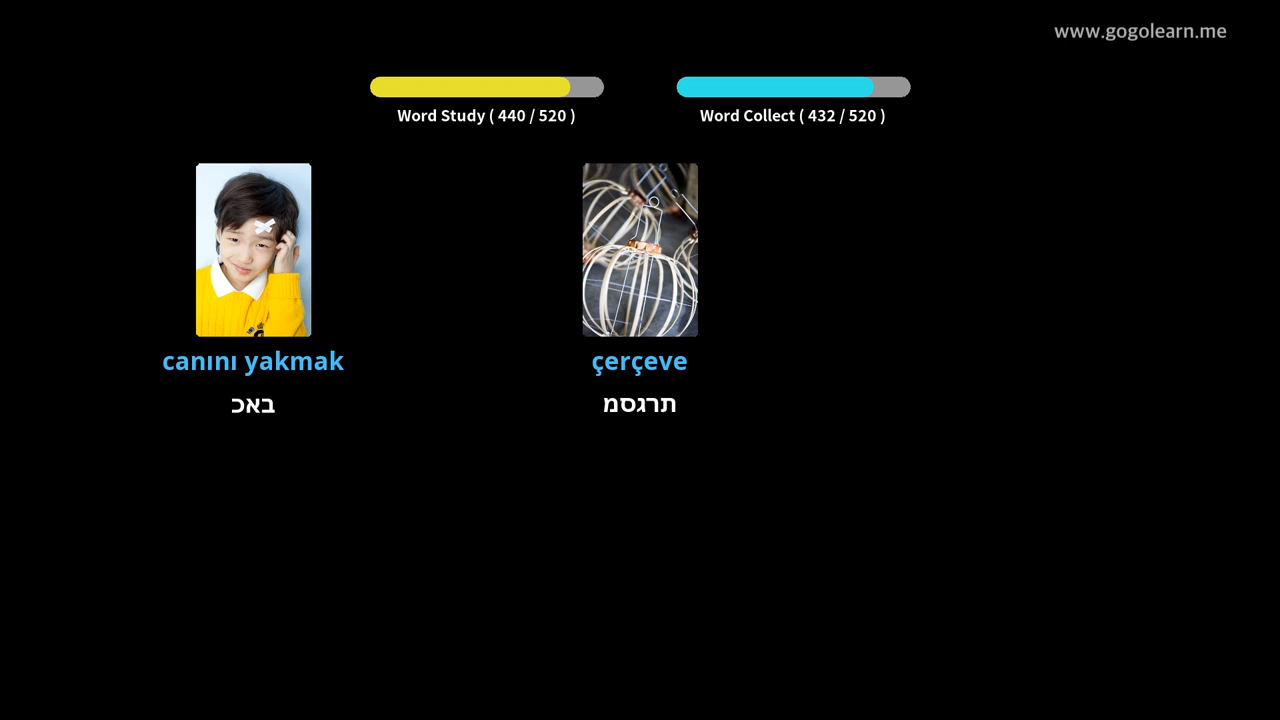 www.gogolearn.me
Word Study ( 440 / 520 )
Word Collect ( 432 / 520 )
canını yakmak
באכ
çerçeve
תרגסמ